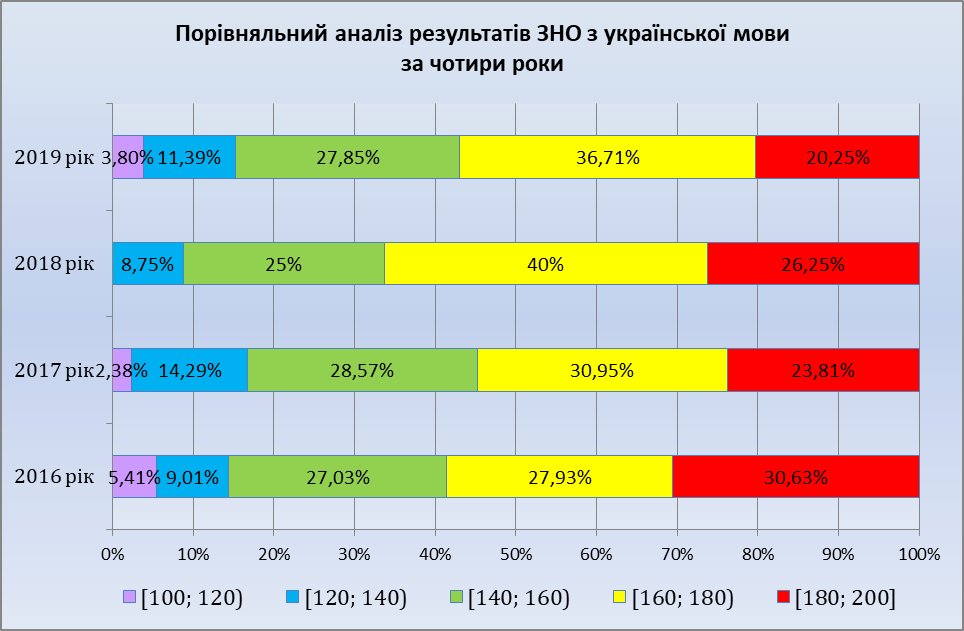 Порівняльний аналіз результатів ЗНО з української мови
за чотири роки
2019 рік 3,80% 11,39% 27,85% 36,71% 20,25%
2018 рік 8,75% 25% 40% 26,25%
2017 рік 2,38% 14,29% 28,57% 30,95% 23,81%
2016 рік 5,41% 9,01% 27,03% 27,93% 30,63%
0% 10% 20% 30% 40% 50% 60% 70% 80% 90% 100%
[100; 120) [120; 140) [140; 160) [160; 180) [180; 200]